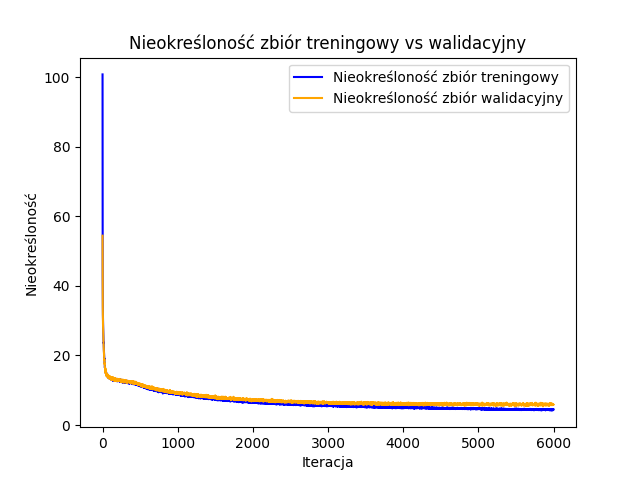 Nieokreśloność zbiór treningowy vs walidacyjny
Nieokreśloność zbiór treningowy
Nieokreśloność zbiór walidacyjny
Nieokreśloność
100
80
60
40
20
0
0 1000 2000 3000 4000 5000 6000
Iteracja